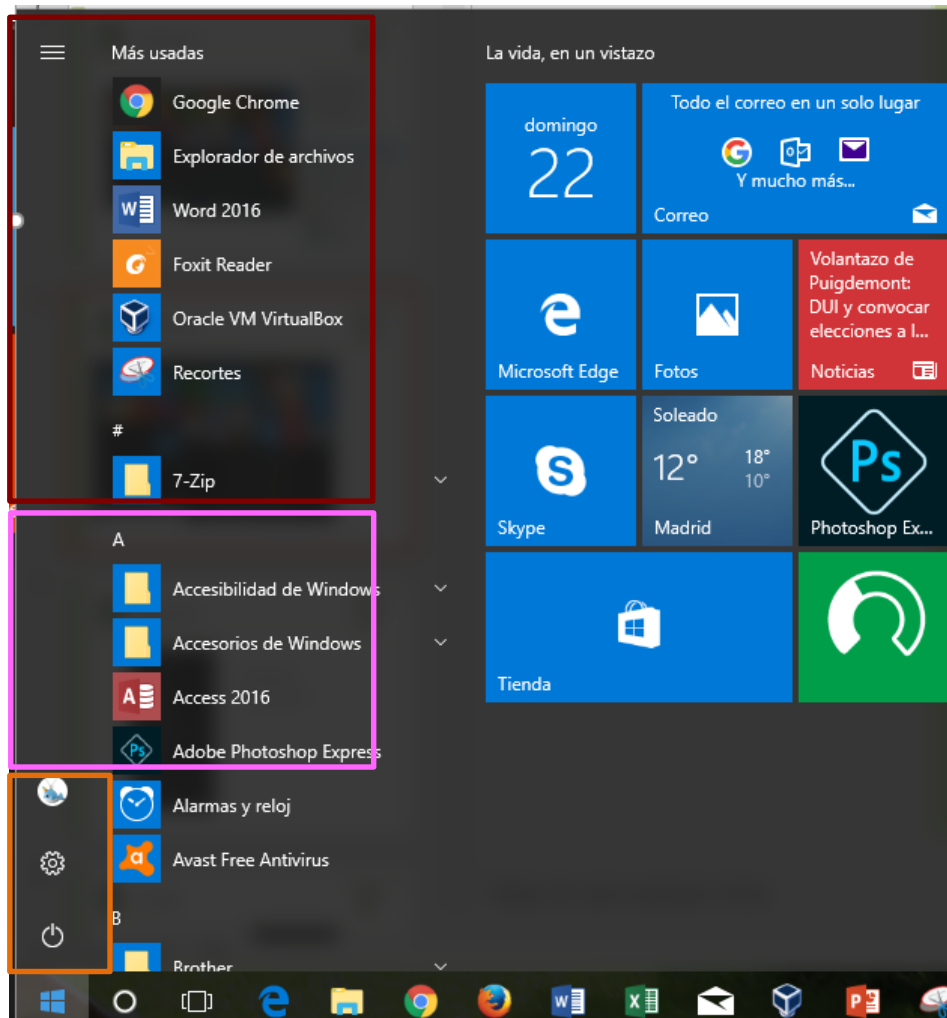 Más usadas
Google Chrome
Explorador de archivos
Word 2016
Foxit Reader
Oracle VM VirtualBox
Recortes
#
7-Zip
A
Accesibilidad de Windows
Accesorios de Windows
Access 2016
Adobe Photoshop Express
Alarmas y reloj
Avast Free Antivirus
B
Brother
La vida, en un vistazo
domingo
22
Todo el correo en un solo lugar
Y mucho más...
Correo
Microsoft Edge
Fotos
Volantazo de
Puigdemont:
DUI y convocar
elecciones a l...
Noticias
Skype
Soleado
12° 18°
10°
Madrid
Ps
Photoshop Ex...
Tienda